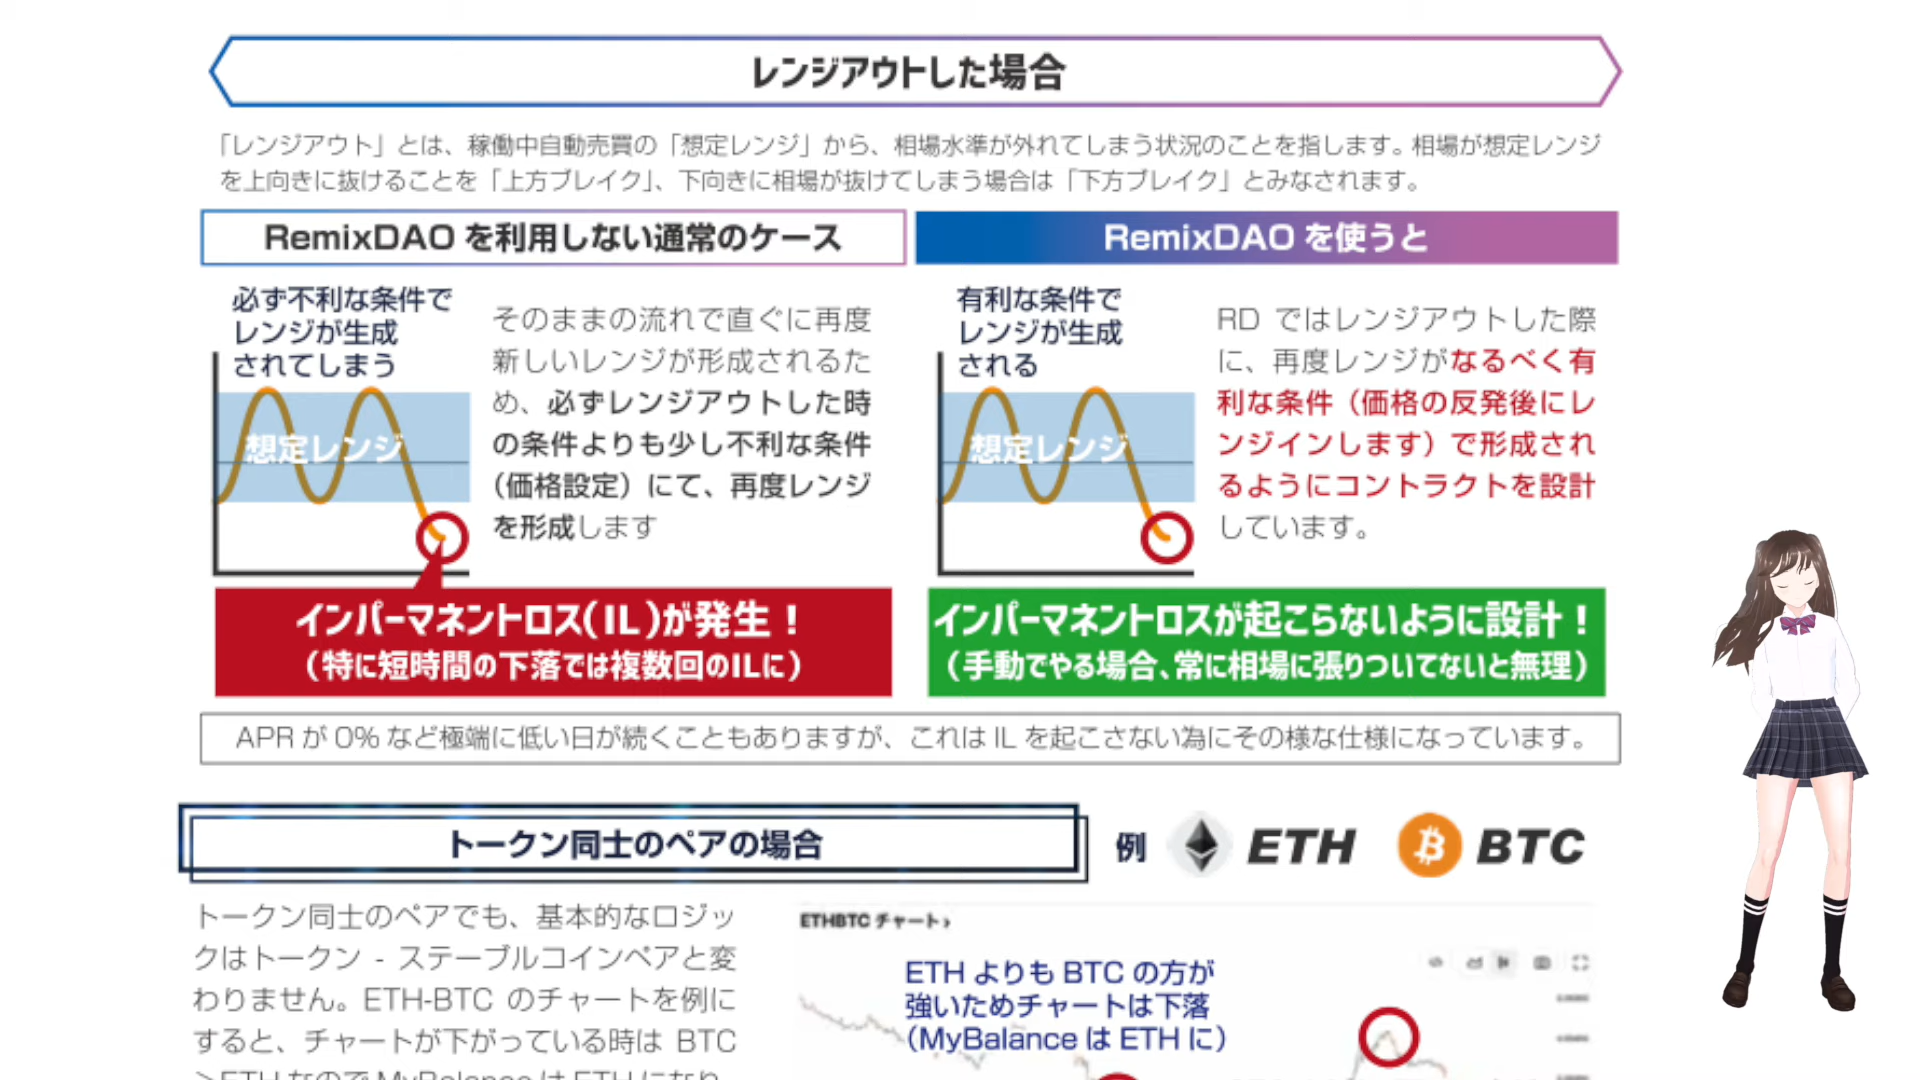 レンジアウトした場合
「レンジアウト」とは、稼働中自動売買の「想定レンジ」から、相場水準が外れてしまう状況のことを指します。相場が想定レンジ
を上向きに抜けることを「上方ブレイク」、下向きに相場が抜けてしまう場合は「下方ブレイク」とみなされます。
RemixDAO を利用しない通常のケース
必ず不利な条件で
レンジが生成
されてしまう
想定レンジ
そのままの流れで直ぐに再度
新しいレンジが形成されるた
め、必ずレンジアウトした時
の条件よりも少し不利な条件
（価格設定）にて、再度レンジ
を形成します
インパーマネントロス(IL)が発生！
（特に短時間の下落では複数回のILに）
RemixDAO を使うと
有利な条件で
レンジが生成
される
想定レンジ
RD ではレンジアウトした際
に、再度レンジがなるべく有
利な条件（価格の反発後にレ
ンジインします）で形成され
るようにコントラクトを設計
しています。
インパーマネントロスが起こらないように設計！
（手動でやる場合、常に相場に張りついてないと無理）
APR が 0% など極端に低い日が続くこともありますが、これは IL を起こさない為にその様な仕様になっています。
トークン同士のペアの場合
例 ETH BTC
トークン同士のペアでも、基本的なロジッ
クはトークン - ステーブルコインペアと変
わりません。ETH-BTC のチャートを例に
すると、チャートが下がっている時は BTC
>ETH なので MyBalance は ETH になり
ETHBTC チャート›
ETH よりも BTC の方が
強いためチャートは下落
（MyBalance は ETH に）